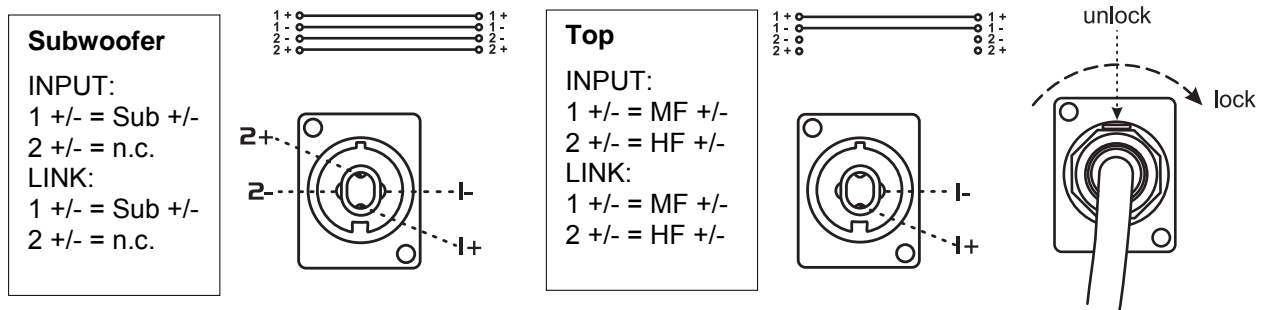 Subwoofer
INPUT:
1 +/- = Sub +/-
2 +/- = n.c.
LINK:
1 +/- = Sub +/-
2 +/- = n.c.
1 + 1 +
1 - 1 -
2 - 2 -
2 + 2 +
2+
2- 1-
1+
Top
INPUT:
1 +/- = MF +/-
2 +/- = HF +/-
LINK:
1 +/- = MF +/-
2 +/- = HF +/-
1 + 1 +
1 - 1 -
2 - 2 -
2 + 2 +
1-
1+
unlock
lock